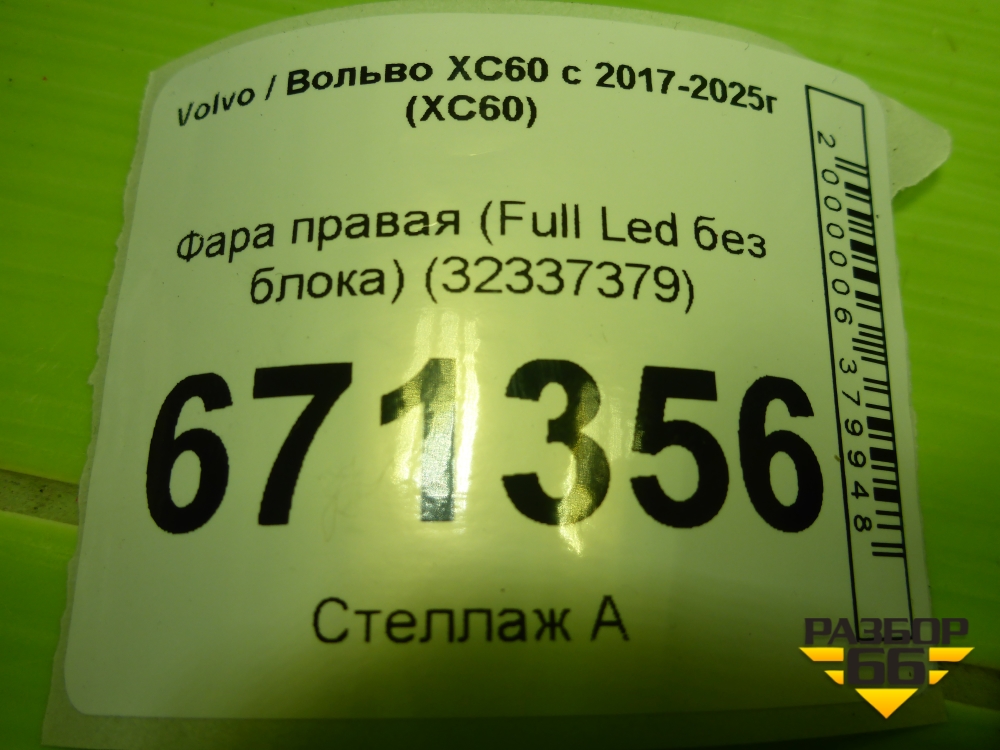 Volvo / Вольво XC60 с 2017-2025г
(XC60)
Фара правая (Full Led без
блока) (32337379)
671356
Стеллаж А
2000006379948
РАЗБОР
66